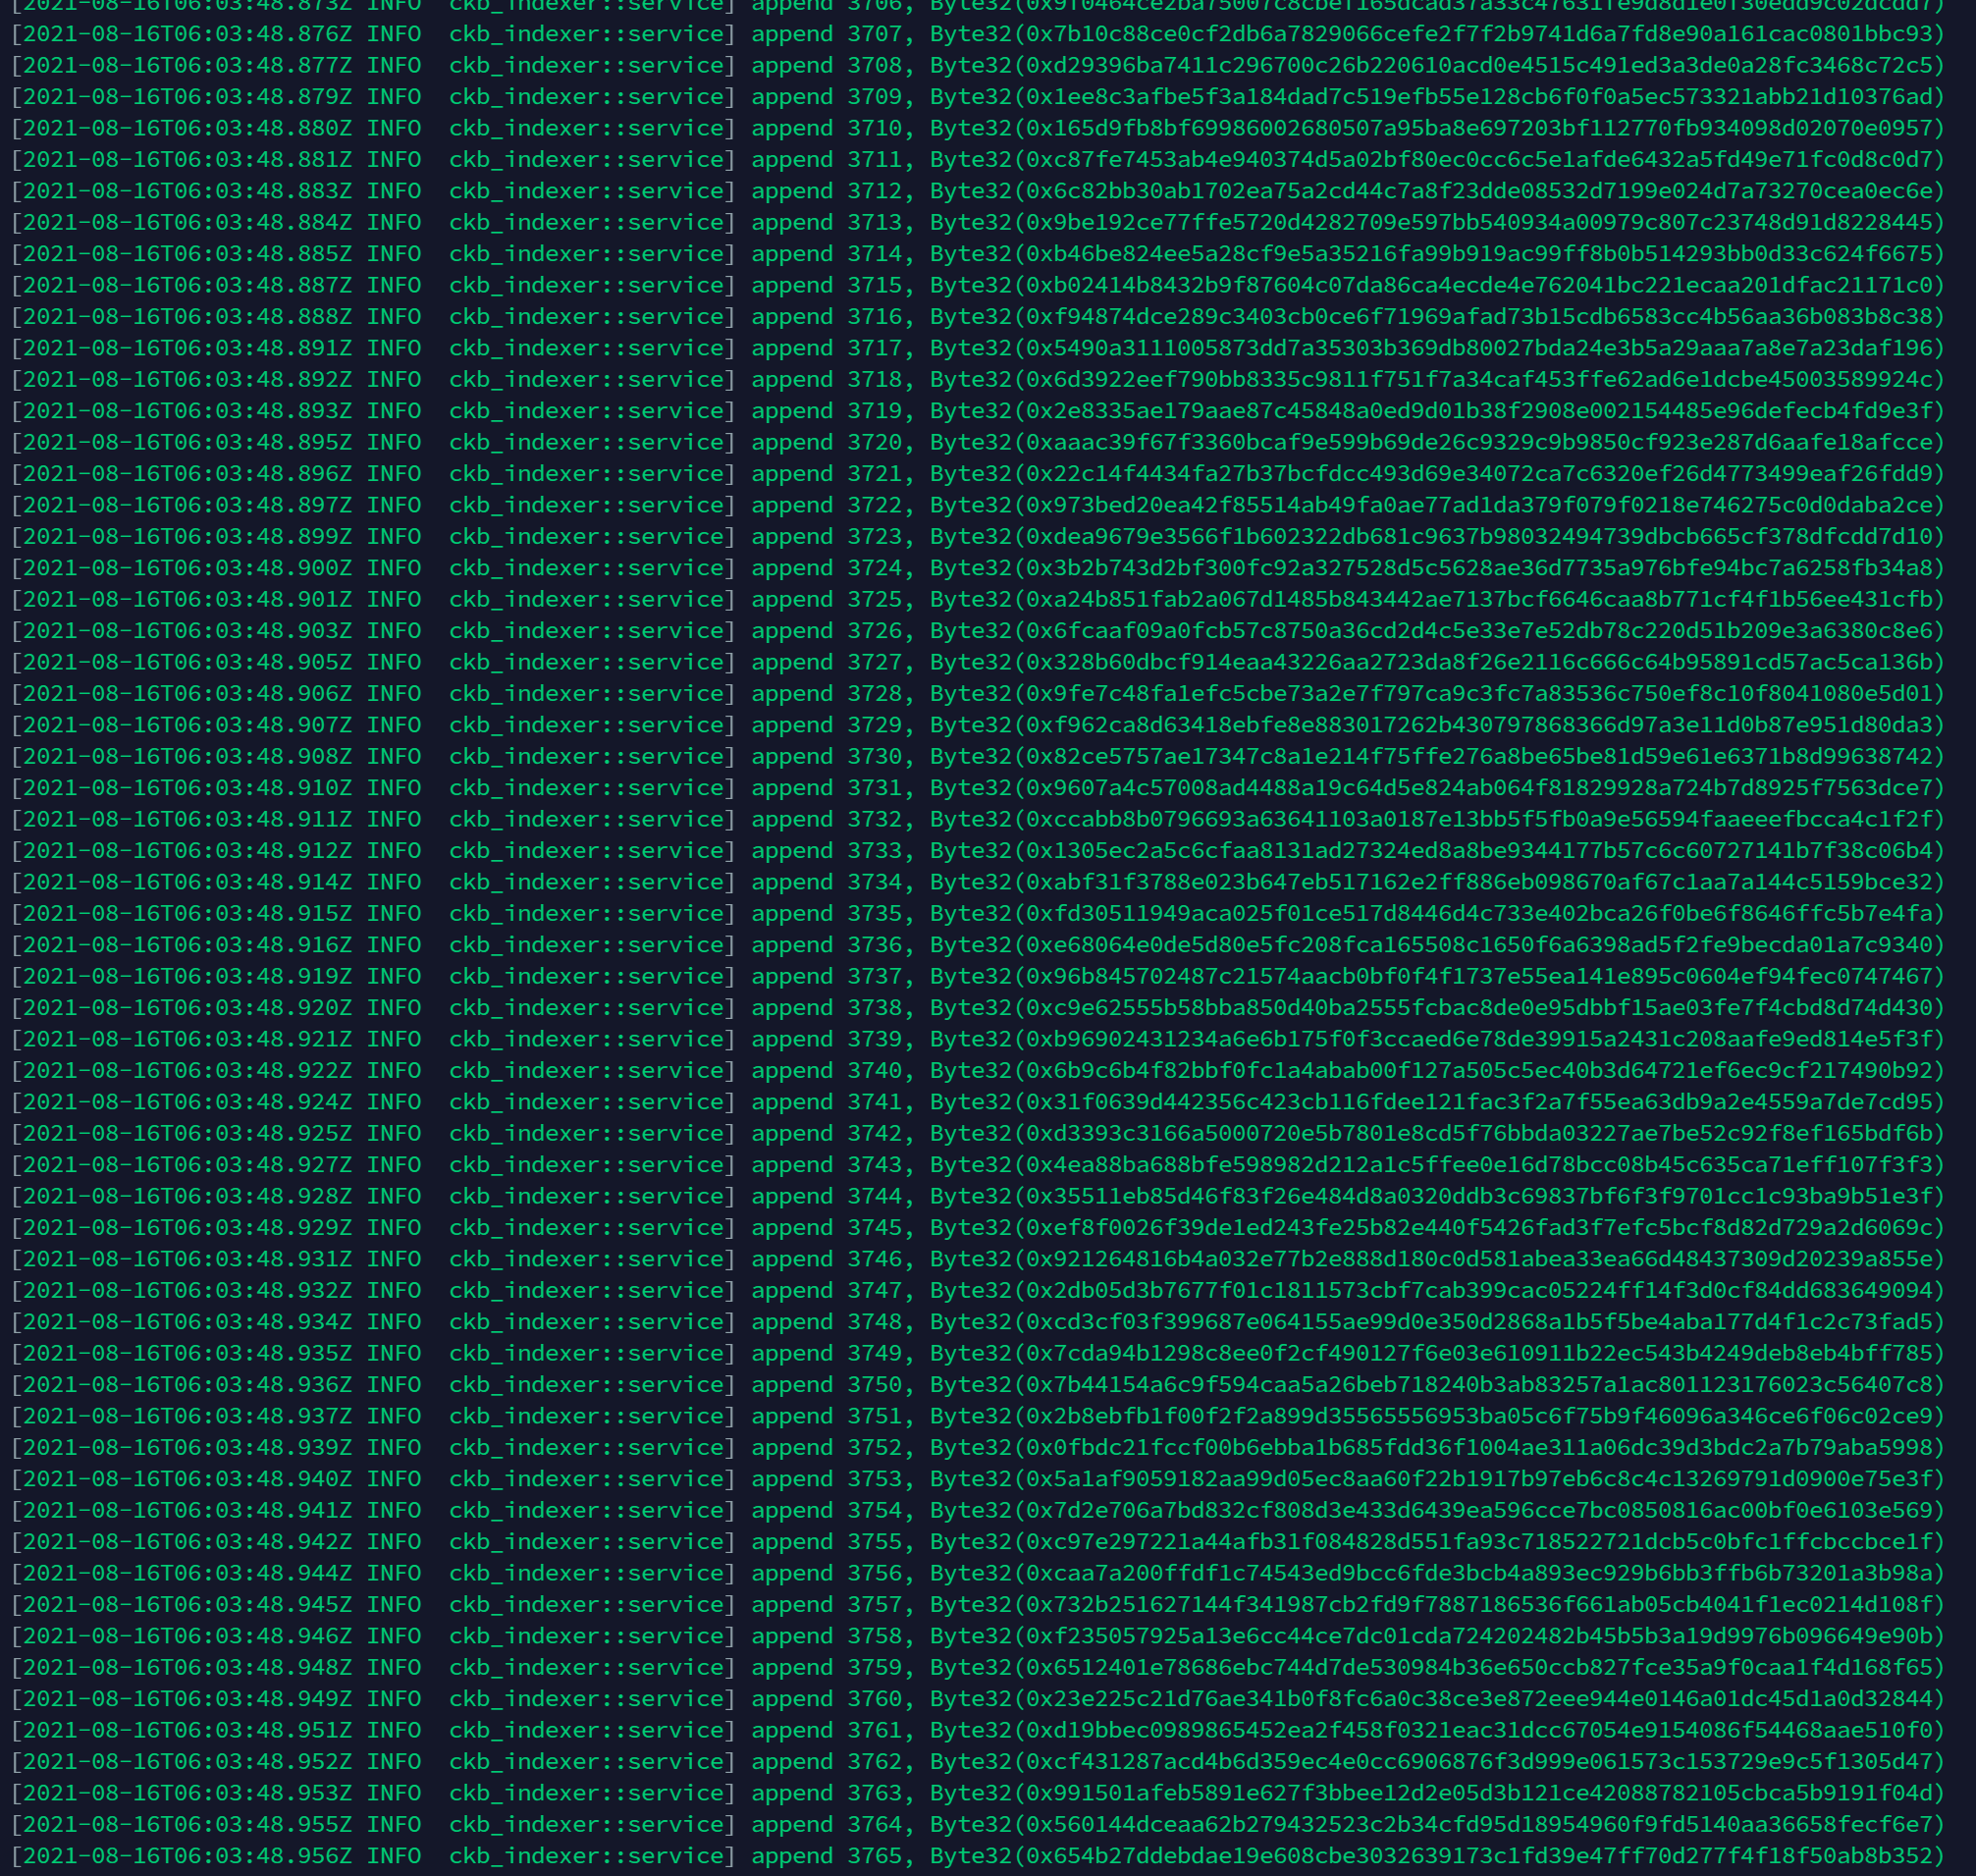 [2021-08-16T06:03:48.873Z INFO  ckb_indexer::service] append 3706, Byte32(0x9f0464ce2ba75007c8cbef165dcad37a33c47631fe9d8d1e0f30edd9c02dcdd7)
[2021-08-16T06:03:48.876Z INFO  ckb_indexer::service] append 3707, Byte32(0x7b10c88ce0cf2db6a7829066cefe2f7f2b9741d6a7fd8e90a161cac0801bbc93)
[2021-08-16T06:03:48.877Z INFO  ckb_indexer::service] append 3708, Byte32(0xd29396ba7411c296700c26b220610acd0e4515c491ed3a3de0a28fc3468c72c5)
[2021-08-16T06:03:48.879Z INFO  ckb_indexer::service] append 3709, Byte32(0x1ee8c3afbe5f3a184dad7c519efb55e128cb6f0f0a5ec573321abb21d10376ad)
[2021-08-16T06:03:48.880Z INFO  ckb_indexer::service] append 3710, Byte32(0x165d9fb8bf69986002680507a95ba8e697203bf112770fb934098d02070e0957)
[2021-08-16T06:03:48.881Z INFO  ckb_indexer::service] append 3711, Byte32(0xc87fe7453ab4e940374d5a02bf80ec0cc6c5e1afde6432a5fd49e71fc0d8c0d7)
[2021-08-16T06:03:48.883Z INFO  ckb_indexer::service] append 3712, Byte32(0x6c82bb30ab1702ea75a2cd44c7a8f23dde08532d7199e024d7a73270cea0ec6e)
[2021-08-16T06:03:48.884Z INFO  ckb_indexer::service] append 3713, Byte32(0x9be192ce77ffe5720d4282709e597bb540934a00979c807c23748d91d8228445)
[2021-08-16T06:03:48.885Z INFO  ckb_indexer::service] append 3714, Byte32(0xb46be824ee5a28cf9e5a35216fa99b919ac99ff8b0b514293bb0d33c624f6675)
[2021-08-16T06:03:48.887Z INFO  ckb_indexer::service] append 3715, Byte32(0xb02414b8432b9f87604c07da86ca4ecde4e762041bc221ecaa201dfac21171c0)
[2021-08-16T06:03:48.888Z INFO  ckb_indexer::service] append 3716, Byte32(0xf94874dce289c3403cb0ce6f71969afad73b15cdb6583cc4b56aa36b083b8c38)
[2021-08-16T06:03:48.891Z INFO  ckb_indexer::service] append 3717, Byte32(0x5490a3111005873dd7a35303b369db80027bda24e3b5a29aaa7a8e7a23daf196)
[2021-08-16T06:03:48.892Z INFO  ckb_indexer::service] append 3718, Byte32(0x6d3922eef790bb8335c9811f751f7a34caf453ffe62ad6e1dcbe45003589924c)
[2021-08-16T06:03:48.893Z INFO  ckb_indexer::service] append 3719, Byte32(0x2e8335ae179aae87c45848a0ed9d01b38f2908e002154485e96defecb4fd9e3f)
[2021-08-16T06:03:48.895Z INFO  ckb_indexer::service] append 3720, Byte32(0xaaac39f67f3360bcaf9e599b69de26c9329c9b9850cf923e287d6aafe18afcce)
[2021-08-16T06:03:48.896Z INFO  ckb_indexer::service] append 3721, Byte32(0x22c14f4434fa27b37bcfdcc493d69e34072ca7c6320ef26d4773499eaf26fdd9)
[2021-08-16T06:03:48.897Z INFO  ckb_indexer::service] append 3722, Byte32(0x973bed20ea42f85514ab49fa0ae77ad1da379f079f0218e746275c0d0daba2ce)
[2021-08-16T06:03:48.899Z INFO  ckb_indexer::service] append 3723, Byte32(0xdea9679e3566f1b602322db681c9637b98032494739dbcb665cf378dfcdd7d10)
[2021-08-16T06:03:48.900Z INFO  ckb_indexer::service] append 3724, Byte32(0x3b2b743d2bf300fc92a327528d5c5628ae36d7735a976bfe94bc7a6258fb34a8)
[2021-08-16T06:03:48.901Z INFO  ckb_indexer::service] append 3725, Byte32(0xa24b851fab2a067d1485b843442ae7137bcf6646caa8b771cf4f1b56ee431cfb)
[2021-08-16T06:03:48.903Z INFO  ckb_indexer::service] append 3726, Byte32(0x6fcaaf09a0fcb57c8750a36cd2d4c5e33e7e52db78c220d51b209e3a6380c8e6)
[2021-08-16T06:03:48.905Z INFO  ckb_indexer::service] append 3727, Byte32(0x328b60dbcf914eaa43226aa2723da8f26e2116c666c64b95891cd57ac5ca136b)
[2021-08-16T06:03:48.906Z INFO  ckb_indexer::service] append 3728, Byte32(0x9fe7c48fa1efc5cbe73a2e7f797ca9c3fc7a83536c750ef8c10f8041080e5d01)
[2021-08-16T06:03:48.907Z INFO  ckb_indexer::service] append 3729, Byte32(0xf962ca8d63418ebfe8e883017262b430797868366d97a3e11d0b87e951d80da3)
[2021-08-16T06:03:48.908Z INFO  ckb_indexer::service] append 3730, Byte32(0x82ce5757ae17347c8a1e214f75ffe276a8be65be81d59e61e6371b8d99638742)
[2021-08-16T06:03:48.910Z INFO  ckb_indexer::service] append 3731, Byte32(0x9607a4c57008ad4488a19c64d5e824ab064f81829928a724b7d8925f7563dce7)
[2021-08-16T06:03:48.911Z INFO  ckb_indexer::service] append 3732, Byte32(0xccabb8b0796693a63641103a0187e13bb5f5fb0a9e56594faaeeefbcca4c1f2f)
[2021-08-16T06:03:48.912Z INFO  ckb_indexer::service] append 3733, Byte32(0x1305ec2a5c6cfaa8131ad27324ed8a8be9344177b57c6c60727141b7f38c06b4)
[2021-08-16T06:03:48.914Z INFO  ckb_indexer::service] append 3734, Byte32(0xabf31f3788e023b647eb517162e2ff886eb098670af67c1aa7a144c5159bce32)
[2021-08-16T06:03:48.915Z INFO  ckb_indexer::service] append 3735, Byte32(0xfd30511949aca025f01ce517d8446d4c733e402bca26f0be6f8646ffc5b7e4fa)
[2021-08-16T06:03:48.916Z INFO  ckb_indexer::service] append 3736, Byte32(0xe68064e0de5d80e5fc208fca165508c1650f6a6398ad5f2fe9becda01a7c9340)
[2021-08-16T06:03:48.919Z INFO  ckb_indexer::service] append 3737, Byte32(0x96b845702487c21574aacb0bf0f4f1737e55ea141e895c0604ef94fec0747467)
[2021-08-16T06:03:48.920Z INFO  ckb_indexer::service] append 3738, Byte32(0xc9e62555b58bba850d40ba2555fcbac8de0e95dbbf15ae03fe7f4cbd8d74d430)
[2021-08-16T06:03:48.921Z INFO  ckb_indexer::service] append 3739, Byte32(0xb96902431234a6e6b175f0f3ccaed6e78de39915a2431c208aafe9ed814e5f3f)
[2021-08-16T06:03:48.922Z INFO  ckb_indexer::service] append 3740, Byte32(0x6b9c6b4f82bbf0fc1a4abab00f127a505c5ec40b3d64721ef6ec9cf217490b92)
[2021-08-16T06:03:48.924Z INFO  ckb_indexer::service] append 3741, Byte32(0x31f0639d442356c423cb116fdee121fac3f2a7f55ea63db9a2e4559a7de7cd95)
[2021-08-16T06:03:48.925Z INFO  ckb_indexer::service] append 3742, Byte32(0xd3393c3166a5000720e5b7801e8cd5f76bbda03227ae7be52c92f8ef165bdf6b)
[2021-08-16T06:03:48.927Z INFO  ckb_indexer::service] append 3743, Byte32(0x4ea88ba688bfe598982d212a1c5ffee0e16d78bcc08b45c635ca71eff107f3f3)
[2021-08-16T06:03:48.928Z INFO  ckb_indexer::service] append 3744, Byte32(0x35511eb85d46f83f26e484d8a0320ddb3c69837bf6f3f9701cc1c93ba9b51e3f)
[2021-08-16T06:03:48.929Z INFO  ckb_indexer::service] append 3745, Byte32(0xef8f0026f39de1ed243fe25b82e440f5426fad3f7efc5bcf8d82d729a2d6069c)
[2021-08-16T06:03:48.931Z INFO  ckb_indexer::service] append 3746, Byte32(0x921264816b4a032e77b2e888d180c0d581abea33ea66d48437309d20239a855e)
[2021-08-16T06:03:48.932Z INFO  ckb_indexer::service] append 3747, Byte32(0x2db05d3b7677f01c1811573cbf7cab399cac05224ff14f3d0cf84dd683649094)
[2021-08-16T06:03:48.934Z INFO  ckb_indexer::service] append 3748, Byte32(0xcd3cf03f399687e064155ae99d0e350d2868a1b5f5be4aba177d4f1c2c73fad5)
[2021-08-16T06:03:48.935Z INFO  ckb_indexer::service] append 3749, Byte32(0x7cda94b1298c8ee0f2cf490127f6e03e610911b22ec543b4249deb8eb4bff785)
[2021-08-16T06:03:48.936Z INFO  ckb_indexer::service] append 3750, Byte32(0x7b44154a6c9f594caa5a26beb718240b3ab83257a1ac801123176023c56407c8)
[2021-08-16T06:03:48.937Z INFO  ckb_indexer::service] append 3751, Byte32(0x2b8ebfb1f00f2f2a899d35565556953ba05c6f75b9f46096a346ce6f06c02ce9)
[2021-08-16T06:03:48.939Z INFO  ckb_indexer::service] append 3752, Byte32(0x0fbdc21fccf00b6ebba1b685fdd36f1004ae311a06dc39d3bdc2a7b79aba5998)
[2021-08-16T06:03:48.940Z INFO  ckb_indexer::service] append 3753, Byte32(0x5a1af9059182aa99d05ec8aa60f22b1917b97eb6c8c4c13269791d0900e75e3f)
[2021-08-16T06:03:48.941Z INFO  ckb_indexer::service] append 3754, Byte32(0x7d2e706a7bd832cf808d3e433d6439ea596cce7bc0850816ac00bf0e6103e569)
[2021-08-16T06:03:48.942Z INFO  ckb_indexer::service] append 3755, Byte32(0xc97e297221a44afb31f084828d551fa93c718522721dcb5c0bfc1ffcbccbce1f)
[2021-08-16T06:03:48.944Z INFO  ckb_indexer::service] append 3756, Byte32(0xcaa7a200ffdf1c74543ed9bcc6fde3bcb4a893ec929b6bb3ffb6b73201a3b98a)
[2021-08-16T06:03:48.945Z INFO  ckb_indexer::service] append 3757, Byte32(0x732b251627144f341987cb2fd9f7887186536f661ab05cb4041f1ec0214d108f)
[2021-08-16T06:03:48.946Z INFO  ckb_indexer::service] append 3758, Byte32(0xf235057925a13e6cc44ce7dc01cda724202482b45b5b3a19d9976b096649e90b)
[2021-08-16T06:03:48.948Z INFO  ckb_indexer::service] append 3759, Byte32(0x6512401e78686ebc744d7de530984b36e650ccb827fce35a9f0caa1f4d168f65)
[2021-08-16T06:03:48.949Z INFO  ckb_indexer::service] append 3760, Byte32(0x23e225c21d76ae341b0f8fc6a0c38ce3e872eee944e0146a01dc45d1a0d32844)
[2021-08-16T06:03:48.951Z INFO  ckb_indexer::service] append 3761, Byte32(0xd19bbec0989865452ea2f458f0321eac31dcc67054e9154086f54468aae510f0)
[2021-08-16T06:03:48.952Z INFO  ckb_indexer::service] append 3762, Byte32(0xcf431287acd4b6d359ec4e0cc6906876f3d999e061573c153729e9c5f1305d47)
[2021-08-16T06:03:48.953Z INFO  ckb_indexer::service] append 3763, Byte32(0x991501afeb5891e627f3bbee12d2e05d3b121ce42088782105cbca5b9191f04d)
[2021-08-16T06:03:48.955Z INFO  ckb_indexer::service] append 3764, Byte32(0x560144dceaa62b279432523c2b34cfd95d18954960f9fd5140aa36658fecf6e7)
[2021-08-16T06:03:48.956Z INFO  ckb_indexer::service] append 3765, Byte32(0x654b27ddebdae19e608cbe3032639173c1fd39e47ff70d277f4f18f50ab8b352)